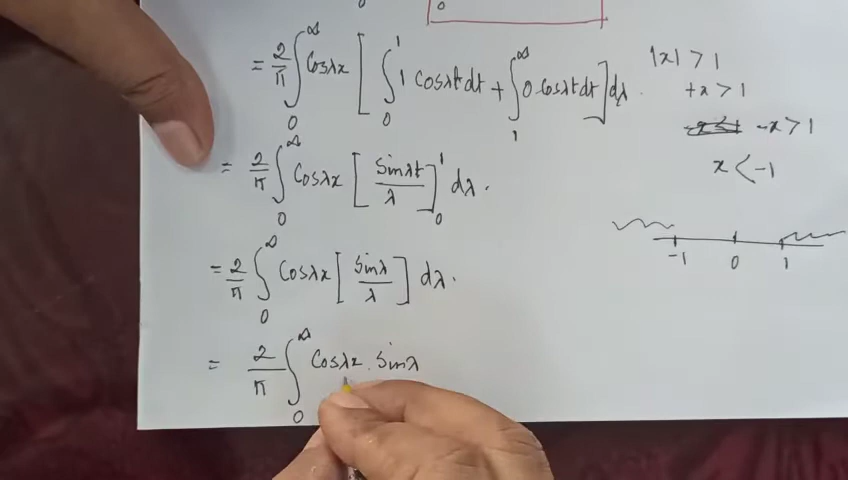 0
= 2/π ∫₀^∞ Cosλx [ ∫₀¹ 1 Cosλt dt + ∫₁^∞ 0 Cosλt dt ] dλ.
|x| > 1
+x > 1
-x > 1
x < -1
= 2/π ∫₀^∞ Cosλx [ Sinλt/λ ]₀¹ dλ.
-1 0 1
= 2/π ∫₀^∞ Cosλx [ Sinλ/λ ] dλ.
= 2/π ∫₀^∞ Cosλx . Sinλ